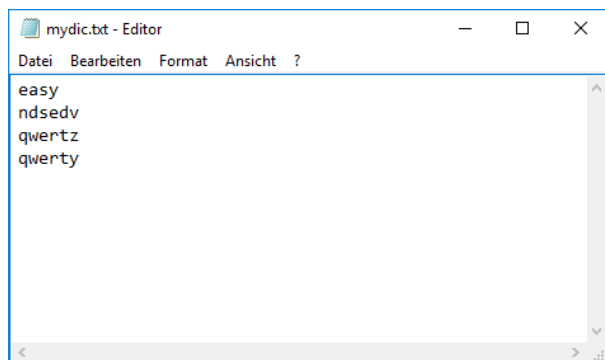 mydic.txt - Editor
Datei Bearbeiten Format Ansicht ?
easy
ndsedv
qwertz
qwerty